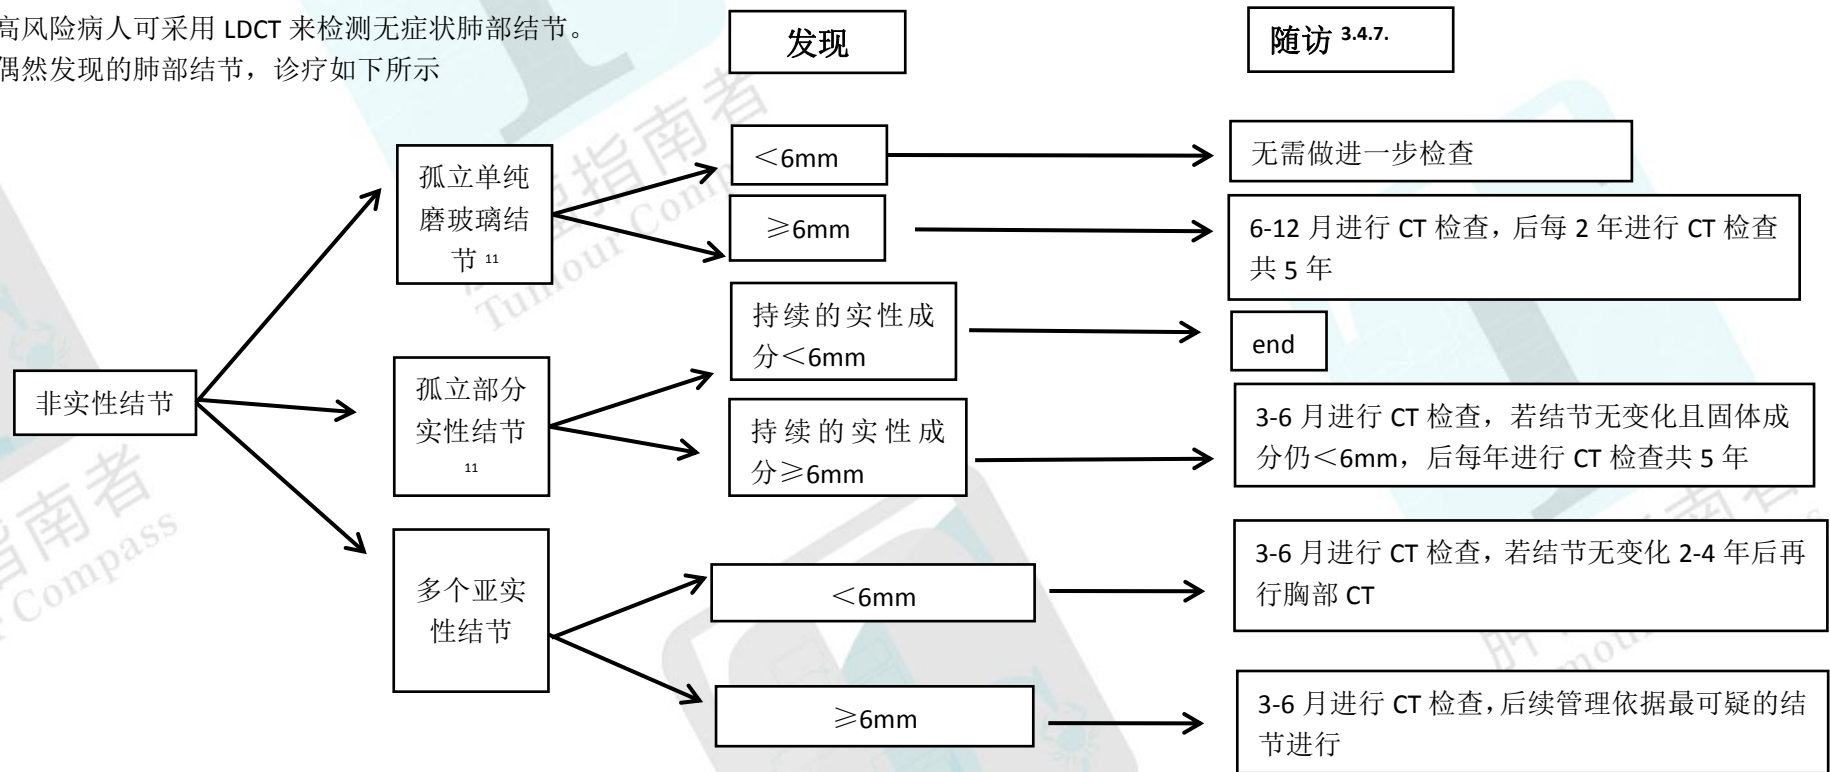 高风险病人可采用 LDCT 来检测无症状肺部结节。
偶然发现的肺部结节，诊疗如下所示
发现
随访 3.4.7.
非实性结节
孤立单纯
磨玻璃结
节 11
＜6mm
无需做进一步检查
≥6mm
6-12 月进行 CT 检查，后每 2 年进行 CT 检查
共 5 年
孤立部分
实性结节
11
持续的实性成
分＜6mm
end
持续的实性成
分≥6mm
3-6 月进行 CT 检查，若结节无变化且固体成
分仍＜6mm，后每年进行 CT 检查共 5 年
多个亚实
性结节
＜6mm
3-6 月进行 CT 检查，若结节无变化 2-4 年后再
行胸部 CT
≥6mm
3-6 月进行 CT 检查，后续管理依据最可疑的结
节进行
指南者
Tumour Compass
指南者
Compass